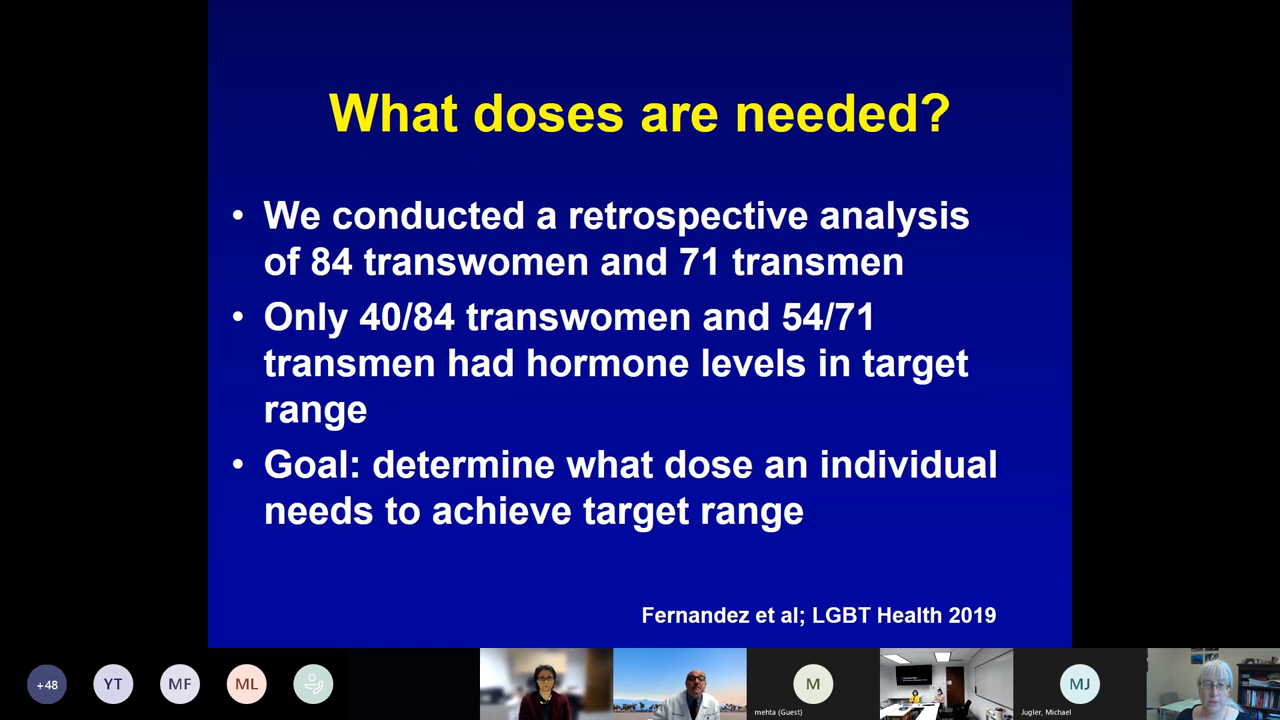 What doses are needed?
• We conducted a retrospective analysis
of 84 transwomen and 71 transmen
• Only 40/84 transwomen and 54/71
transmen had hormone levels in target
range
• Goal: determine what dose an individual
needs to achieve target range
Fernandez et al; LGBT Health 2019
+48
YT
MF
ML
M
mehta (Guest)
MJ
Jugler, Michael